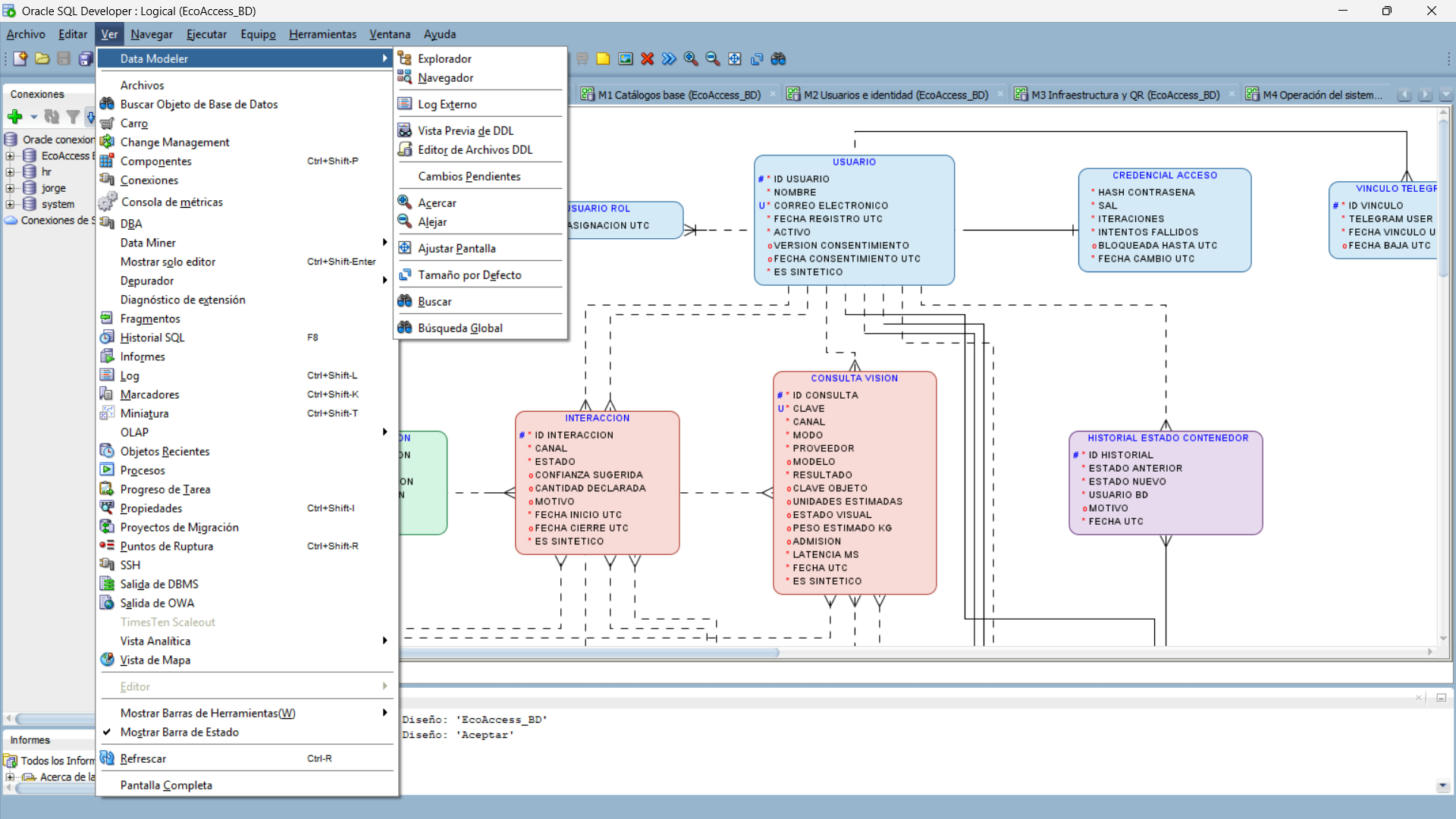 Oracle SQL Developer : Logical (EcoAccess_BD)
Archivo Editar Ver Navegar Ejecutar Equipo Herramientas Ventana Ayuda
Conexiones
Oracle conexion
EcoAccess
hr
jorge
system
Conexiones de S
Informes
Todos los Inform
Acerca de la
Data Modeler
Archivos
Buscar Objeto de Base de Datos
Carro
Change Management
Componentes Ctrl+Shift-P
Conexiones
Consola de métricas
DBA
Data Miner
Mostrar solo editor Ctrl+Shift-Enter
Depurador
Diagnóstico de extensión
Fragmentos
Historial SQL F8
Informes
Log Ctrl+Shift-L
Marcadores Ctrl+Shift-K
Miniatura Ctrl+Shift-T
OLAP
Objetos Recientes
Procesos
Progreso de Tarea
Propiedades Ctrl+Shift-I
Proyectos de Migración
Puntos de Ruptura Ctrl+Shift-R
SSH
Salida de DBMS
Salida de OWA
TimesTen Scaleout
Vista Analítica
Vista de Mapa
Editor
Mostrar Barras de Herramientas(W)
Mostrar Barra de Estado
Refrescar Ctrl-R
Pantalla Completa
Explorador
Navegador
Log Externo
Vista Previa de DDL
Editor de Archivos DDL
Cambios Pendientes
Acercar
Alejar
Ajustar Pantalla
Tamaño por Defecto
Buscar
Búsqueda Global
M1 Catálogos base (EcoAccess_BD)
M2 Usuarios e identidad (EcoAccess_BD)
M3 Infraestructura y QR (EcoAccess_BD)
M4 Operación del sistem...
SUARIO ROL
ASIGNACION UTC
USUARIO
# * ID USUARIO
* NOMBRE
U * CORREO ELECTRONICO
* FECHA REGISTRO UTC
* ACTIVO
o VERSION CONSENTIMIENTO
o FECHA CONSENTIMIENTO UTC
* ES SINTETICO
CREDENCIAL ACCESO
* HASH CONTRASENA
* SAL
* ITERACIONES
* INTENTOS FALLIDOS
o BLOQUEADA HASTA UTC
* FECHA CAMBIO UTC
VINCULO TELEGR
# * ID VINCULO
* TELEGRAM USER
* FECHA VINCULO U
o FECHA BAJA UTC
ON
ON
ON
N
INTERACCION
# * ID INTERACCION
* CANAL
* ESTADO
o CONFIANZA SUGERIDA
o CANTIDAD DECLARADA
o MOTIVO
* FECHA INICIO UTC
o FECHA CIERRE UTC
* ES SINTETICO
CONSULTA VISION
# * ID CONSULTA
U * CLAVE
* CANAL
* MODO
* PROVEEDOR
o MODELO
* RESULTADO
o CLAVE OBJETO
o UNIDADES ESTIMADAS
o ESTADO VISUAL
o PESO ESTIMADO KG
o ADMISION
* LATENCIA MS
* FECHA UTC
* ES SINTETICO
HISTORIAL ESTADO CONTENEDOR
# * ID HISTORIAL
* ESTADO ANTERIOR
* ESTADO NUEVO
* USUARIO BD
o MOTIVO
* FECHA UTC
Diseño: 'EcoAccess_BD'
Diseño: 'Aceptar'